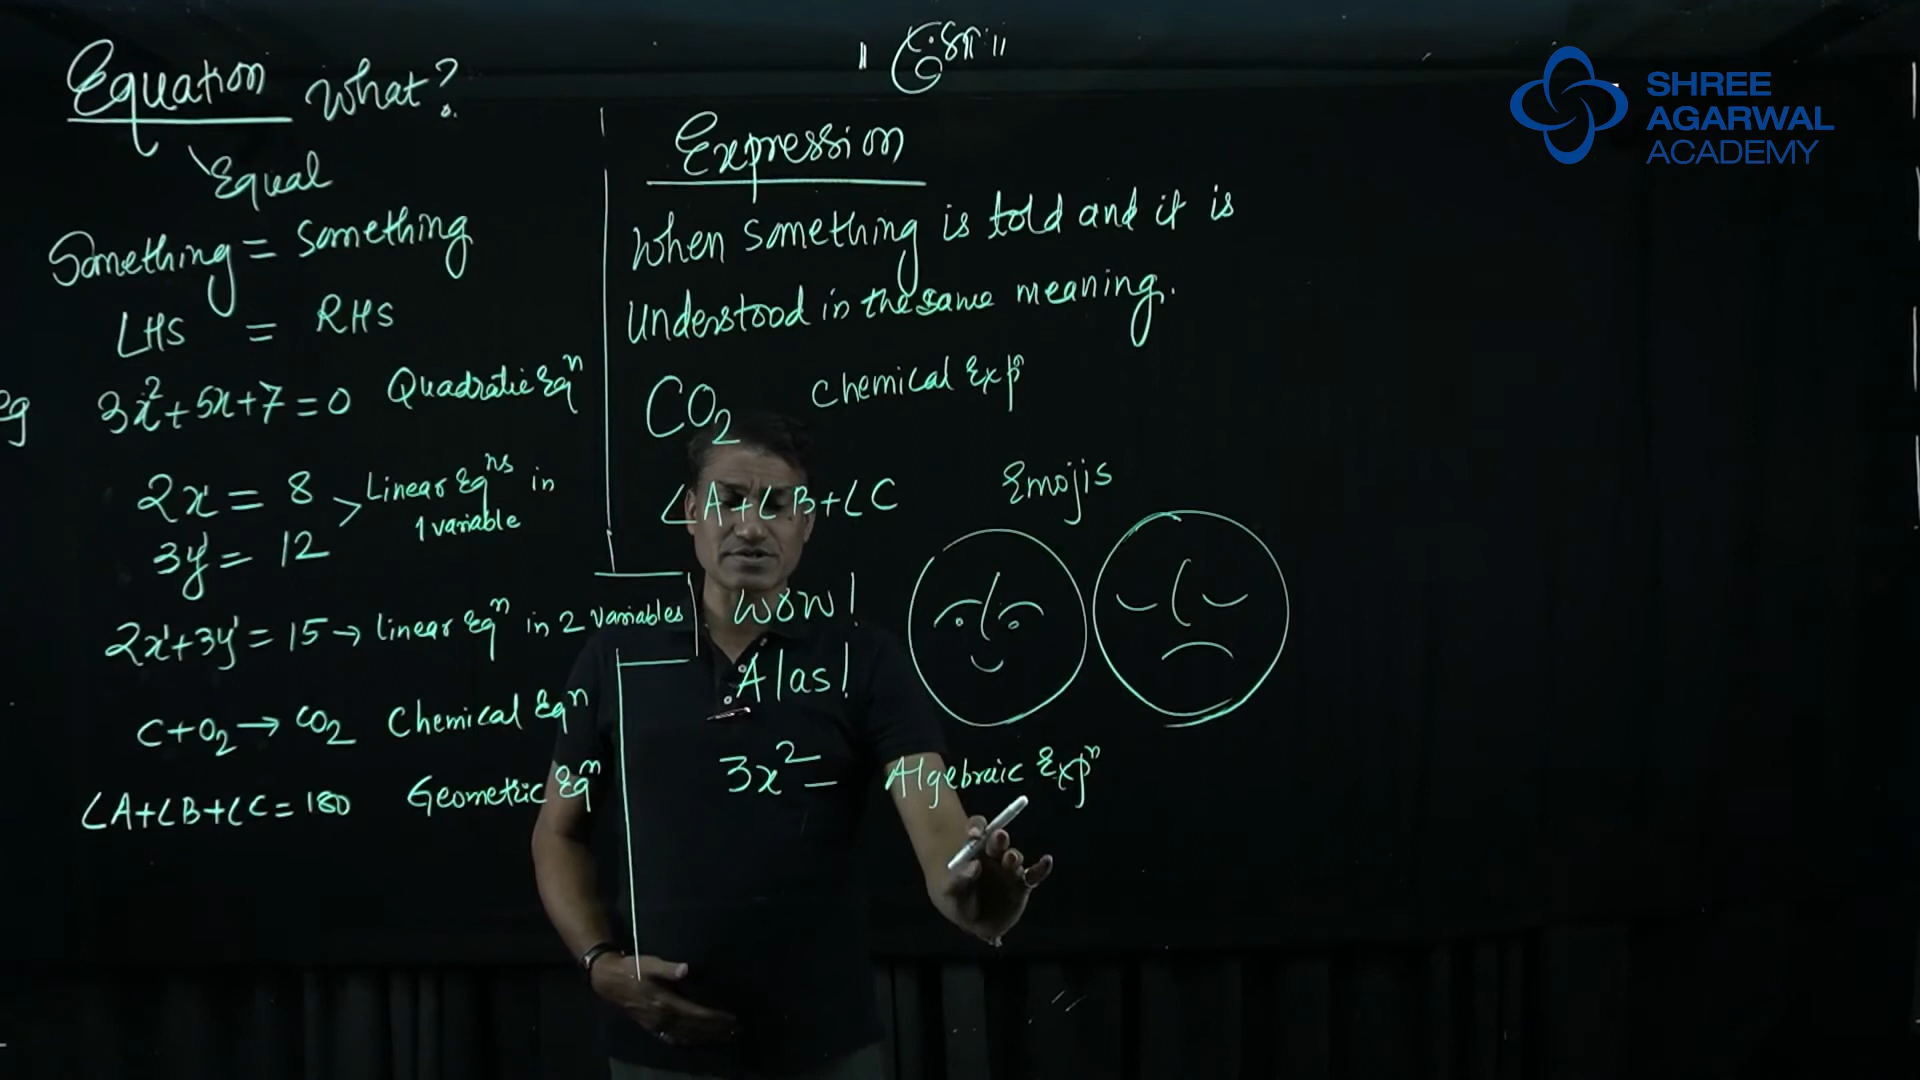 Equation What?
Equal
Something = Something
LHS = RHS
eg 3x²+5x+7=0 Quadratic Eqⁿ
2x = 8
3y = 12
> Linear Eqⁿˢ in
1 variable
2x+3y=15→ Linear Eqⁿ in 2 Variables
C+O₂→CO₂ Chemical Eqⁿ
∠A+∠B+∠C=180 Geometric Eqⁿ
Expression
When Something is told and it is
Understood in the same meaning.
CO₂ Chemical Expⁿ
∠A+∠B+∠C
Emojis
WOW!
Alas!
3x² – Algebraic Expⁿ
SHREE
AGARWAL
ACADEMY